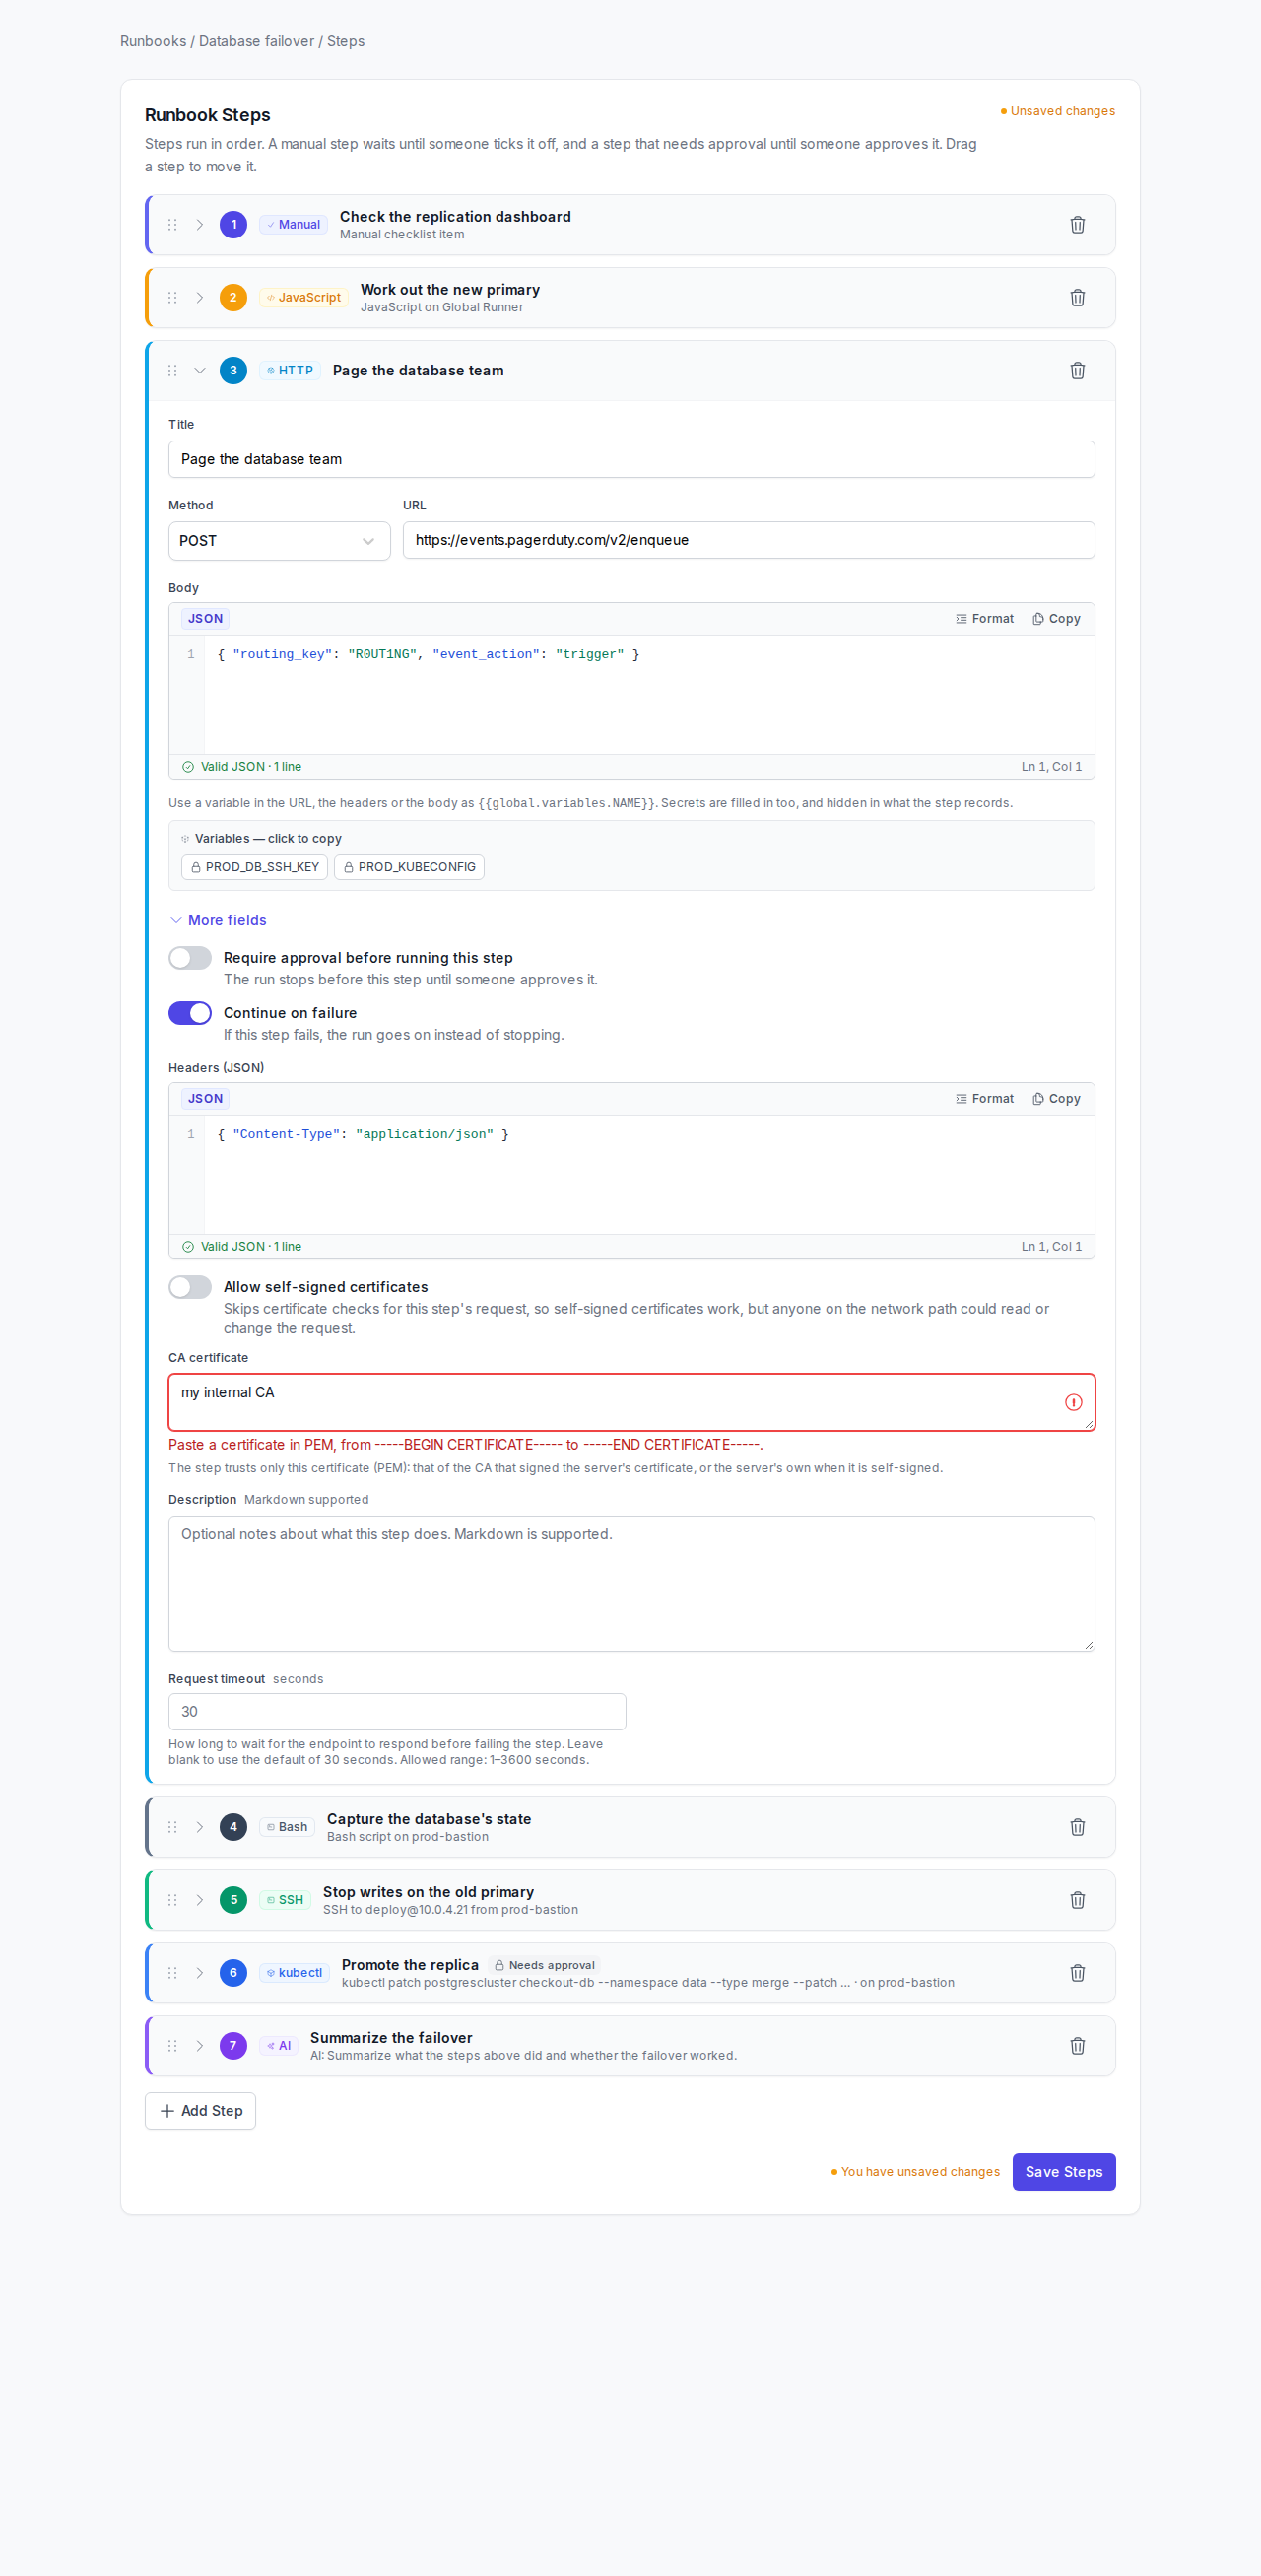 Runbooks / Database failover / Steps
Runbook Steps
Unsaved changes
Steps run in order. A manual step waits until someone ticks it off, and a step that needs approval until someone approves it. Drag
a step to move it.
1 Manual Check the replication dashboard
Manual checklist item
2 JavaScript Work out the new primary
JavaScript on Global Runner
3 HTTP Page the database team
Title
Page the database team
Method URL
POST https://events.pagerduty.com/v2/enqueue
Body
JSON Format Copy
1 { "routing_key": "R0UT1NG", "event_action": "trigger" }
Valid JSON · 1 line Ln 1, Col 1
Use a variable in the URL, the headers or the body as {{global.variables.NAME}}. Secrets are filled in too, and hidden in what the step records.
Variables — click to copy
PROD_DB_SSH_KEY PROD_KUBECONFIG
More fields
Require approval before running this step
The run stops before this step until someone approves it.
Continue on failure
If this step fails, the run goes on instead of stopping.
Headers (JSON)
JSON Format Copy
1 { "Content-Type": "application/json" }
Valid JSON · 1 line Ln 1, Col 1
Allow self-signed certificates
Skips certificate checks for this step's request, so self-signed certificates work, but anyone on the network path could read or
change the request.
CA certificate
my internal CA
Paste a certificate in PEM, from -----BEGIN CERTIFICATE----- to -----END CERTIFICATE-----.
The step trusts only this certificate (PEM): that of the CA that signed the server's certificate, or the server's own when it is self-signed.
Description Markdown supported
Optional notes about what this step does. Markdown is supported.
Request timeout seconds
30
How long to wait for the endpoint to respond before failing the step. Leave
blank to use the default of 30 seconds. Allowed range: 1–3600 seconds.
4 Bash Capture the database's state
Bash script on prod-bastion
5 SSH Stop writes on the old primary
SSH to deploy@10.0.4.21 from prod-bastion
6 kubectl Promote the replica Needs approval
kubectl patch postgrescluster checkout-db --namespace data --type merge --patch … · on prod-bastion
7 AI Summarize the failover
AI: Summarize what the steps above did and whether the failover worked.
Add Step
You have unsaved changes Save Steps